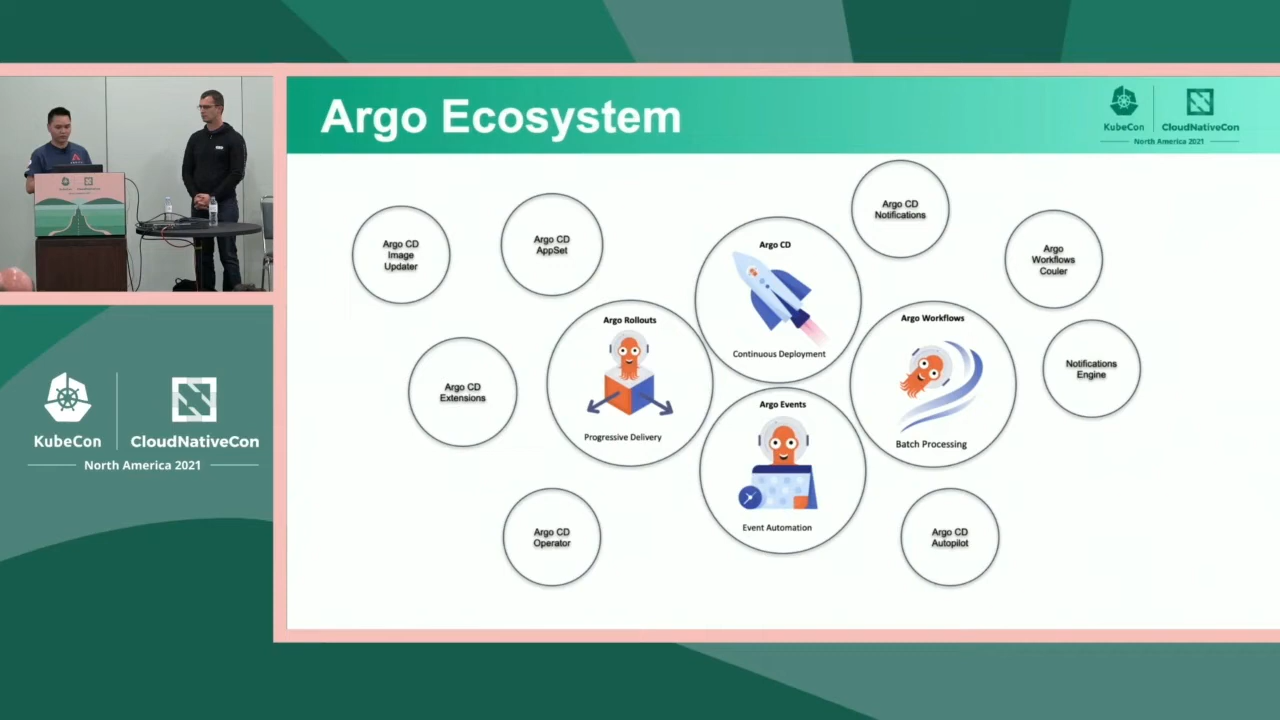 Argo Ecosystem
KubeCon
CloudNativeCon
North America 2021
Argo CD
Notifications
Argo CD
AppSet
Argo CD
Image
Updater
Argo CD
Continuous Deployment
Argo
Workflows
Couler
Argo Rollouts
Progressive Delivery
Argo Workflows
Batch Processing
Notifications
Engine
Argo CD
Extensions
Argo Events
Event Automation
Argo CD
Operator
Argo CD
Autopilot
KubeCon
CloudNativeCon
North America 2021